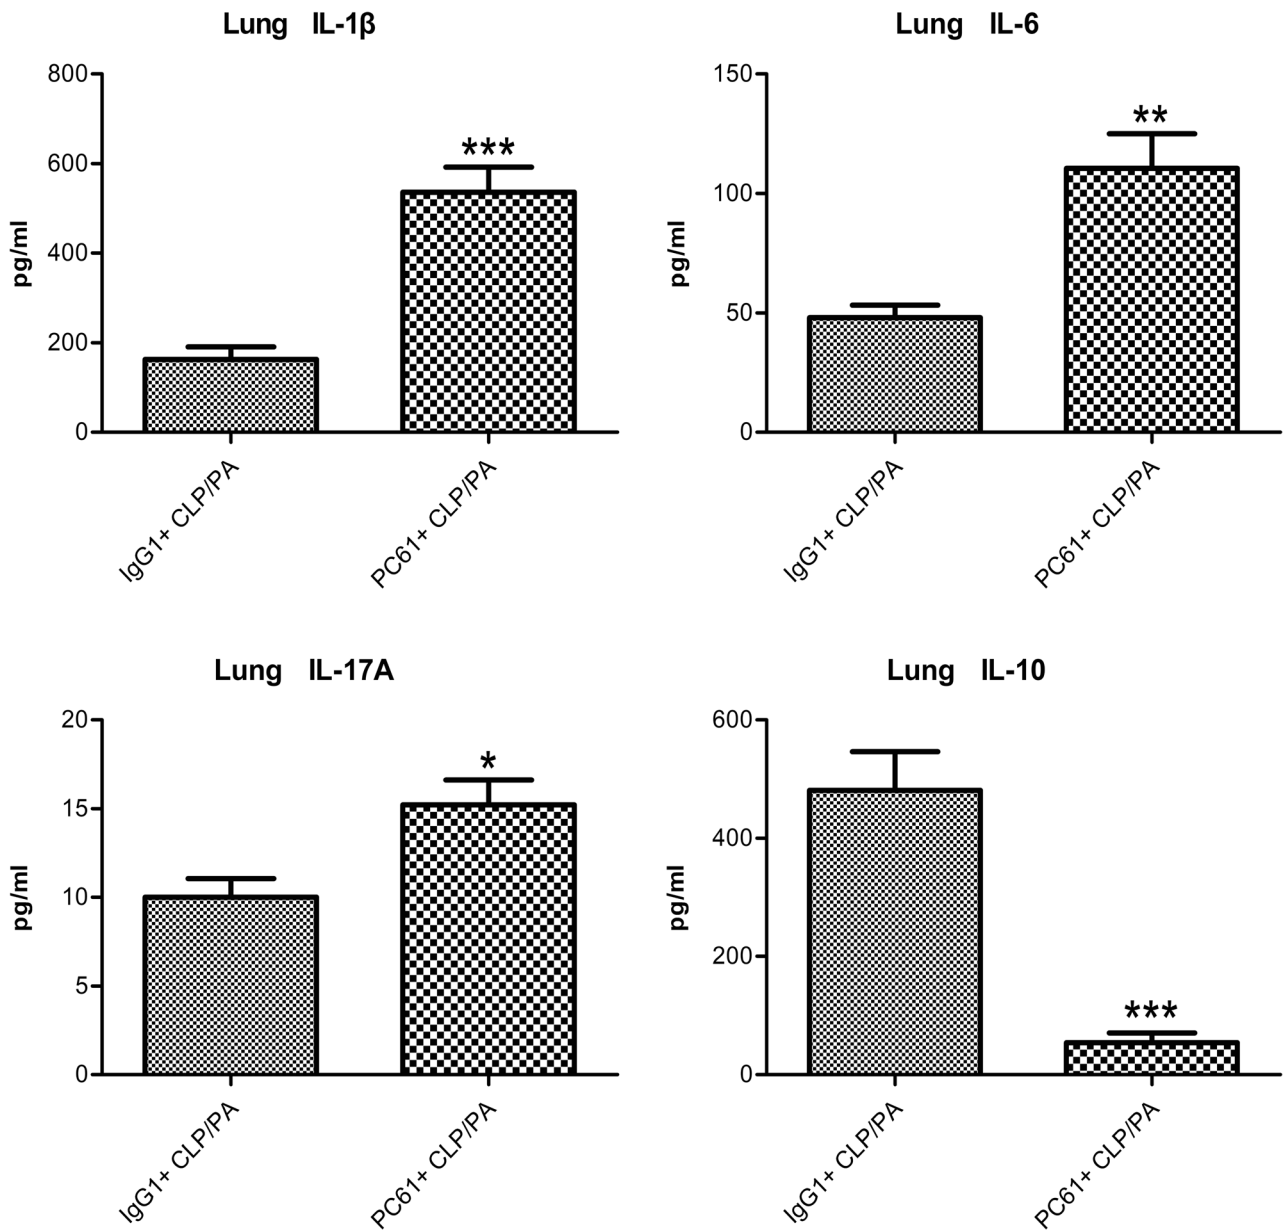 Lung IL-1β
800
600
400
200
0
pg/ml
***
IgG1+ CLP/PA
PC61+ CLP/PA
Lung IL-6
150
100
50
0
pg/ml
**
IgG1+ CLP/PA
PC61+ CLP/PA
Lung IL-17A
20
15
10
5
0
pg/ml
*
IgG1+ CLP/PA
PC61+ CLP/PA
Lung IL-10
600
400
200
0
pg/ml
***
IgG1+ CLP/PA
PC61+ CLP/PA